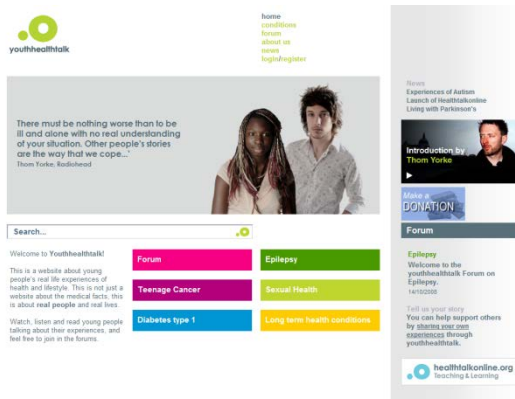 youthhealthtalk
home
conditions
forum
about us
news
login/register
There must be nothing worse than to be
ill and alone with no real understanding
of your situation. Other people's stories
are the way that we cope...'
Thom Yorke: Radiohead
Search...
Welcome to Youthhealthtalk!
This is a website about young
people's real life experiences of
health and lifestyle. This is not just a
website about the medical facts, this
is about real people and real lives.
Watch, listen and read young people
talking about their experiences, and
feel free to join in the forums.
Forum
Epilepsy
Teenage Cancer
Sexual Health
Diabetes type 1
Long term health conditions
News
Experiences of Autism
Launch of Healthtalkonline
Living with Parkinson's
Introduction by
Thom Yorke
Make a
DONATION
Forum
Epilepsy
Welcome to the
youthhealthtalk Forum on
Epilepsy.
14/10/2008
Tell us your story
You can help support others
by sharing your own
experiences through
youthhealthtalk.
healthtalkonline.org
Teaching & Learning